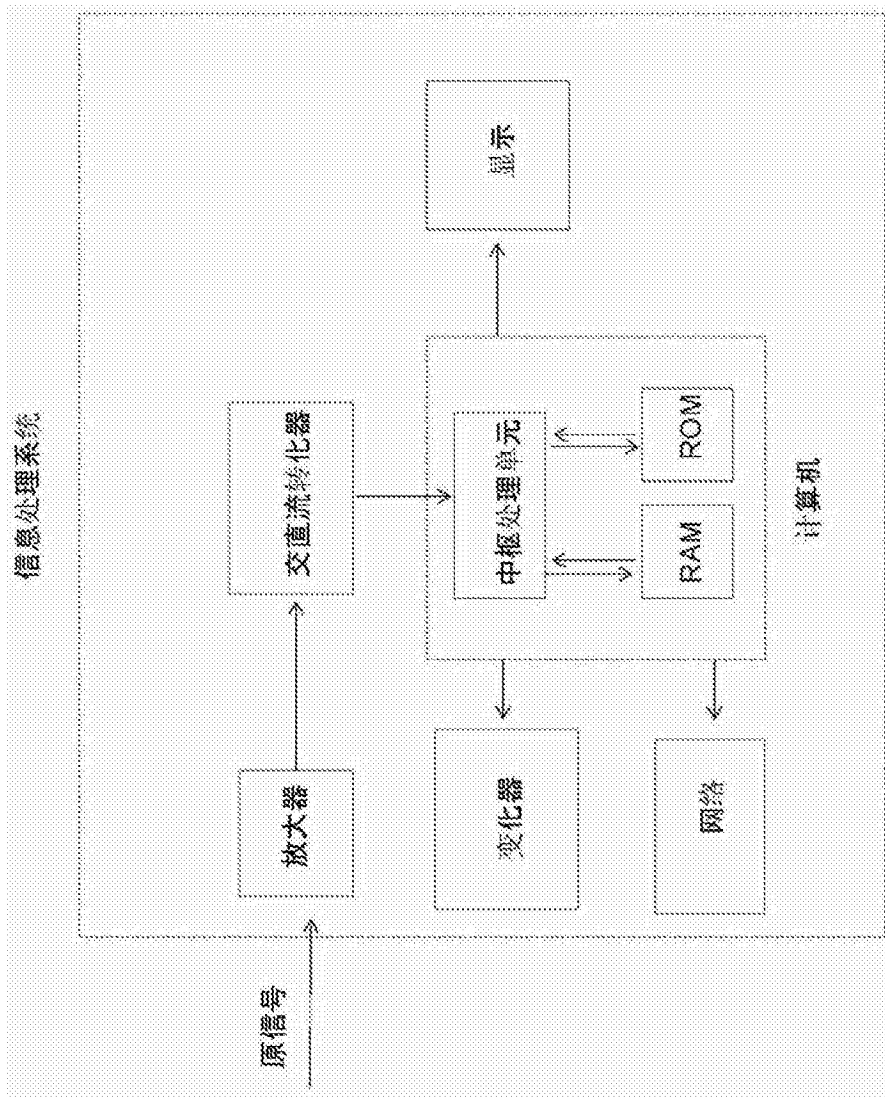 信息处理系统
原信号
放大器
交直流转化器
变化器
中枢处理单元
显示
RAM
ROM
网络
计算机